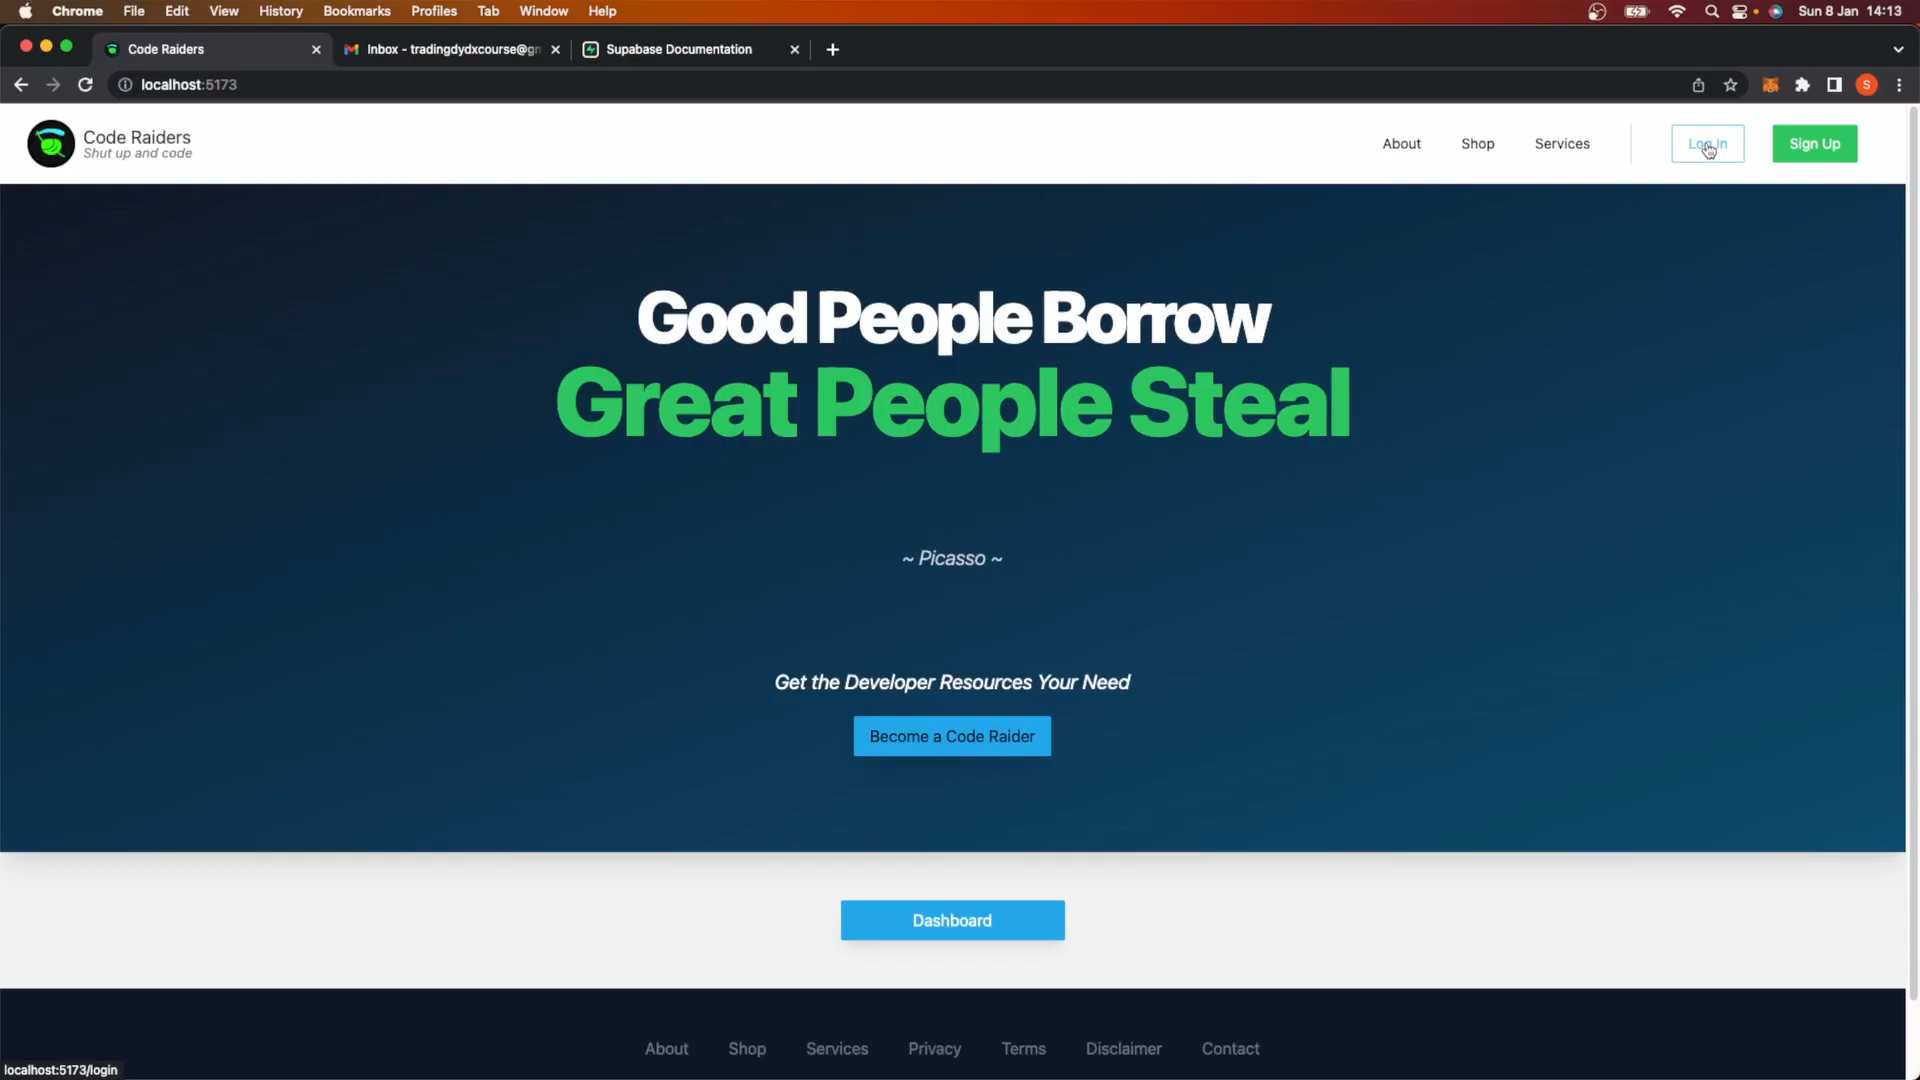 Chrome File Edit View History Bookmarks Profiles Tab Window Help Sun 8 Jan 14:13
Code Raiders Inbox - tradingdydxcourse@gm Supabase Documentation
localhost:5173 S
Code Raiders
Shut up and code
About Shop Services Log In Sign Up
Good People Borrow
Great People Steal
~ Picasso ~
Get the Developer Resources Your Need
Become a Code Raider
Dashboard
About Shop Services Privacy Terms Disclaimer Contact
localhost:5173/login